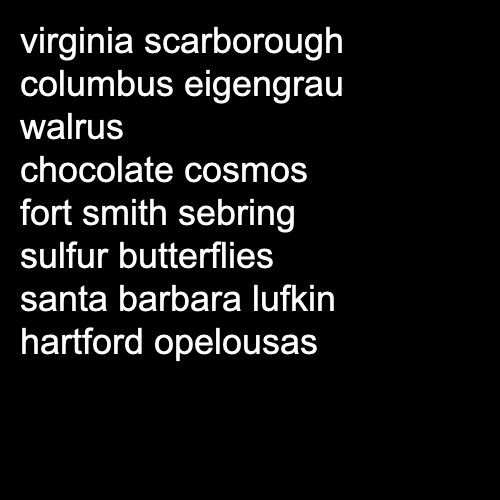 virginia scarborough
columbus eigengrau
walrus
chocolate cosmos
fort smith sebring
sulfur butterflies
santa barbara lufkin
hartford opelousas